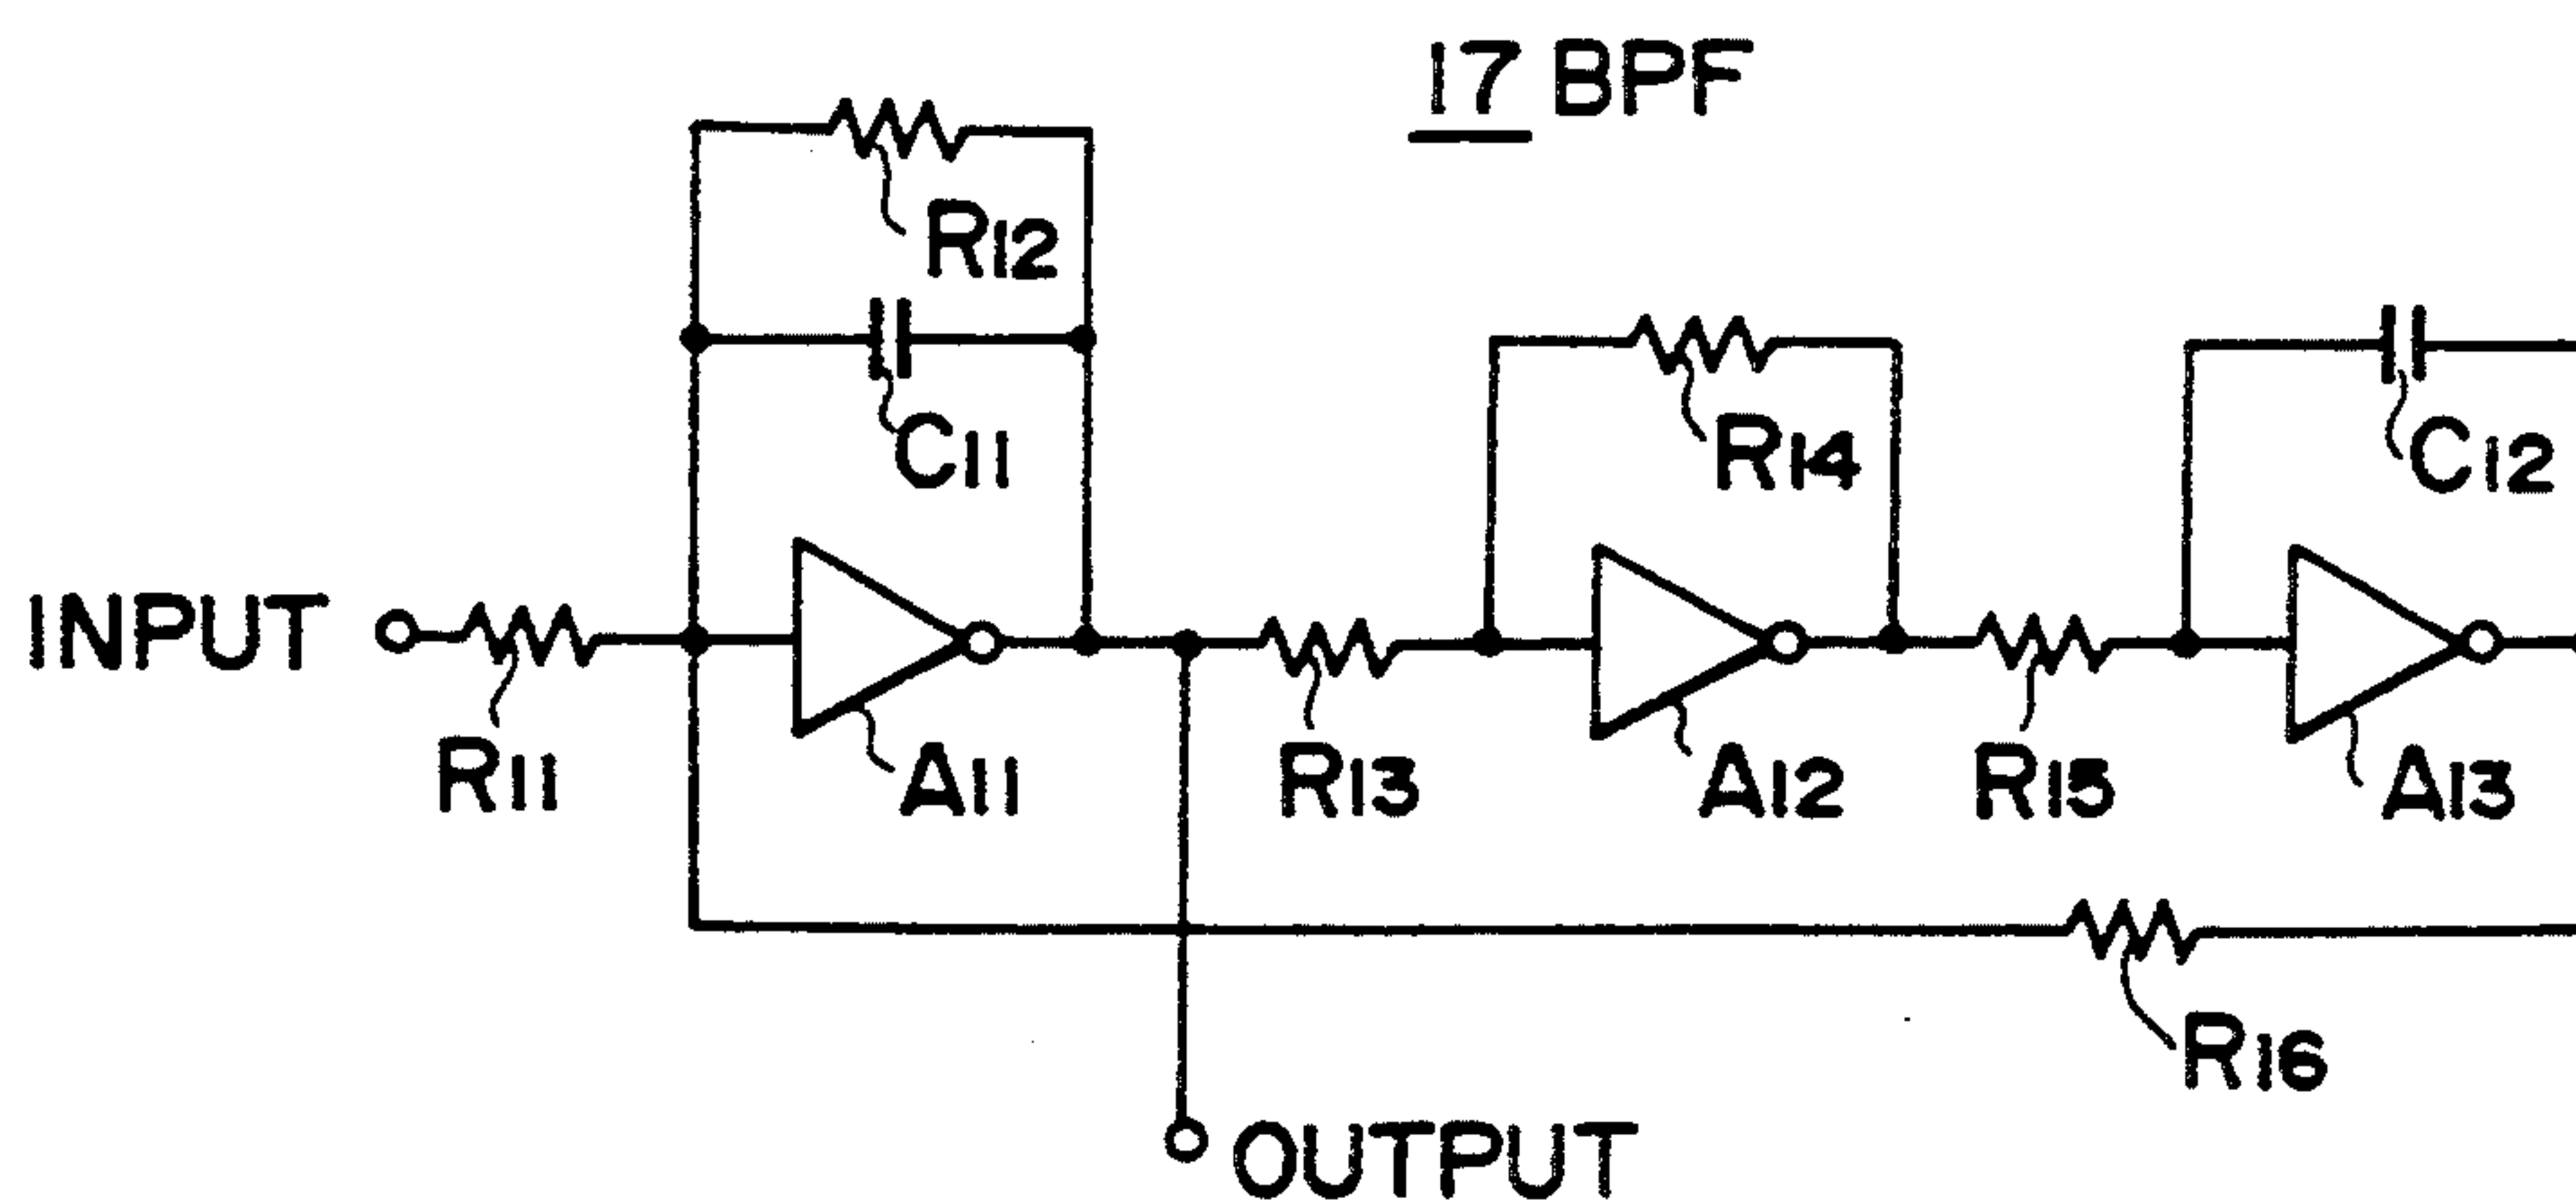 17 BPF
R12
C11
R14
C12
INPUT
R11
A11
R13
A12
R15
A13
R16
OUTPUT